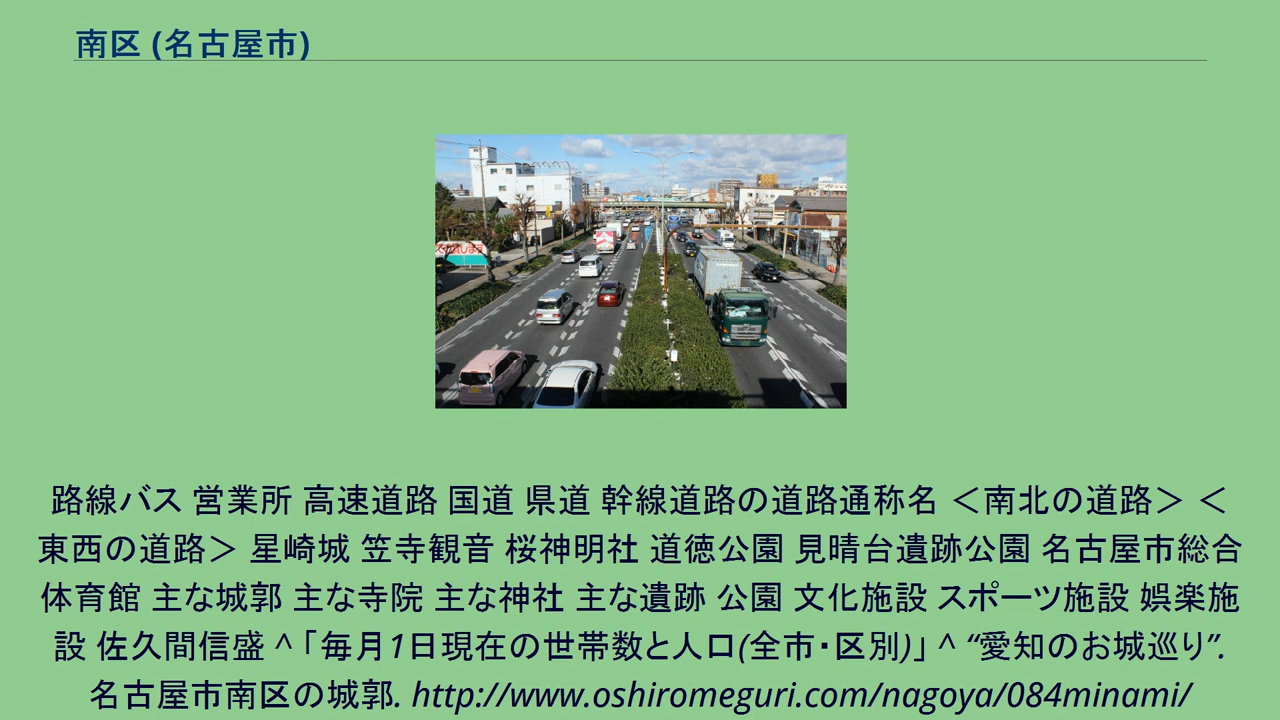 南区 (名古屋市)
路線バス 営業所 高速道路 国道 県道 幹線道路の道路通称名 ＜南北の道路＞ ＜
東西の道路＞ 星崎城 笠寺観音 桜神明社 道徳公園 見晴台遺跡公園 名古屋市総合
体育館 主な城郭 主な寺院 主な神社 主な遺跡 公園 文化施設 スポーツ施設 娯楽施
設 佐久間信盛 ^ 「毎月1日現在の世帯数と人口(全市・区別)」 ^ “愛知のお城巡り”.
名古屋市南区の城郭. http://www.oshiromeguri.com/nagoya/084minami/